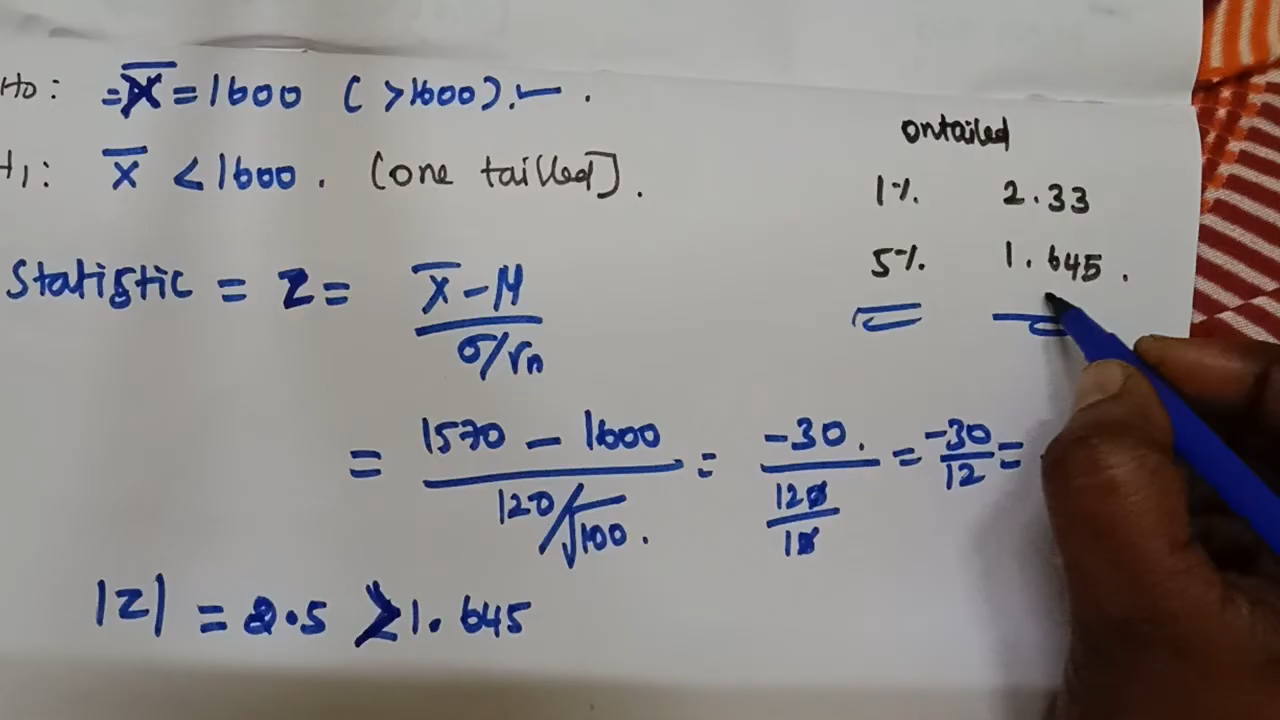 H0: = X̄ = 1600 ( >1600).
H1: X̄ < 1600. (one tailled).
ontailed
1% 2.33
5% 1.645.
Statistic = Z = X̄ - M / σ/√n
= 1570 - 1600 / 120/√100. = -30. / 120/10 = -30/12 =
|Z| = 2.5 > 1.645